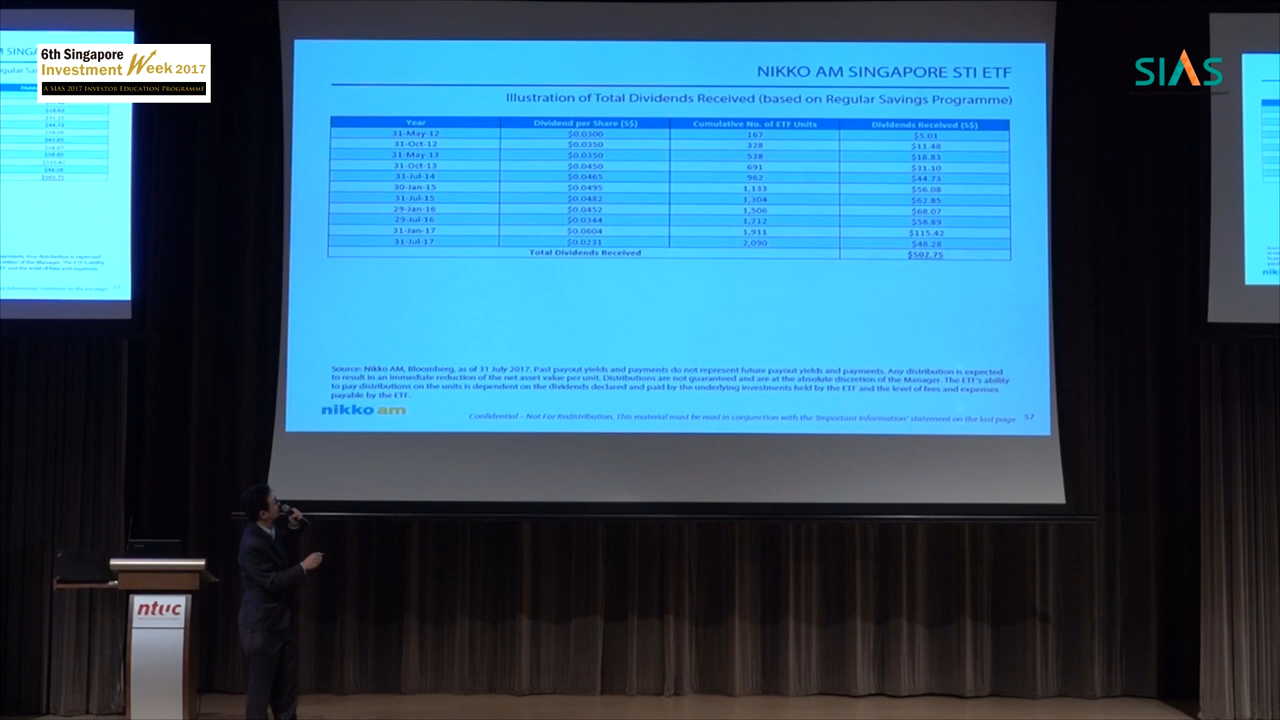 6th Singapore
Investment Week 2017
A SIAS 2017 INVESTOR EDUCATION PROGRAMME
SIAS
NIKKO AM SINGAPORE STI ETF
Illustration of Total Dividends Received (based on Regular Savings Programme)
Year Dividend per Share (S$) Cumulative No. of ETF Units Dividends Received (S$)
31-May-12 $0.0300 167 $5.01
31-Oct-12 $0.0350 328 $11.48
31-May-13 $0.0350 538 $18.83
31-Oct-13 $0.0450 691 $31.10
31-Jul-14 $0.0465 962 $44.73
30-Jan-15 $0.0495 1,133 $56.08
31-Jul-15 $0.0482 1,304 $62.85
29-Jan-16 $0.0452 1,506 $68.07
29-Jul-16 $0.0344 1,712 $58.89
31-Jan-17 $0.0604 1,911 $115.42
31-Jul-17 $0.0231 2,090 $48.28
Total Dividends Received $502.75
Source: Nikko AM, Bloomberg, as of 31 July 2017. Past payout yields and payments do not represent future payout yields and payments. Any distribution is expected
to result in an immediate reduction of the net asset value per unit. Distributions are not guaranteed and are at the absolute discretion of the Manager. The ETF's ability
to pay distributions on the units is dependent on the dividends declared and paid by the underlying investments held by the ETF and the level of fees and expenses
payable by the ETF.
nikko am
Confidential – Not For Redistribution. This material must be read in conjunction with the 'Important Information' statement on the last page 57
ntuc